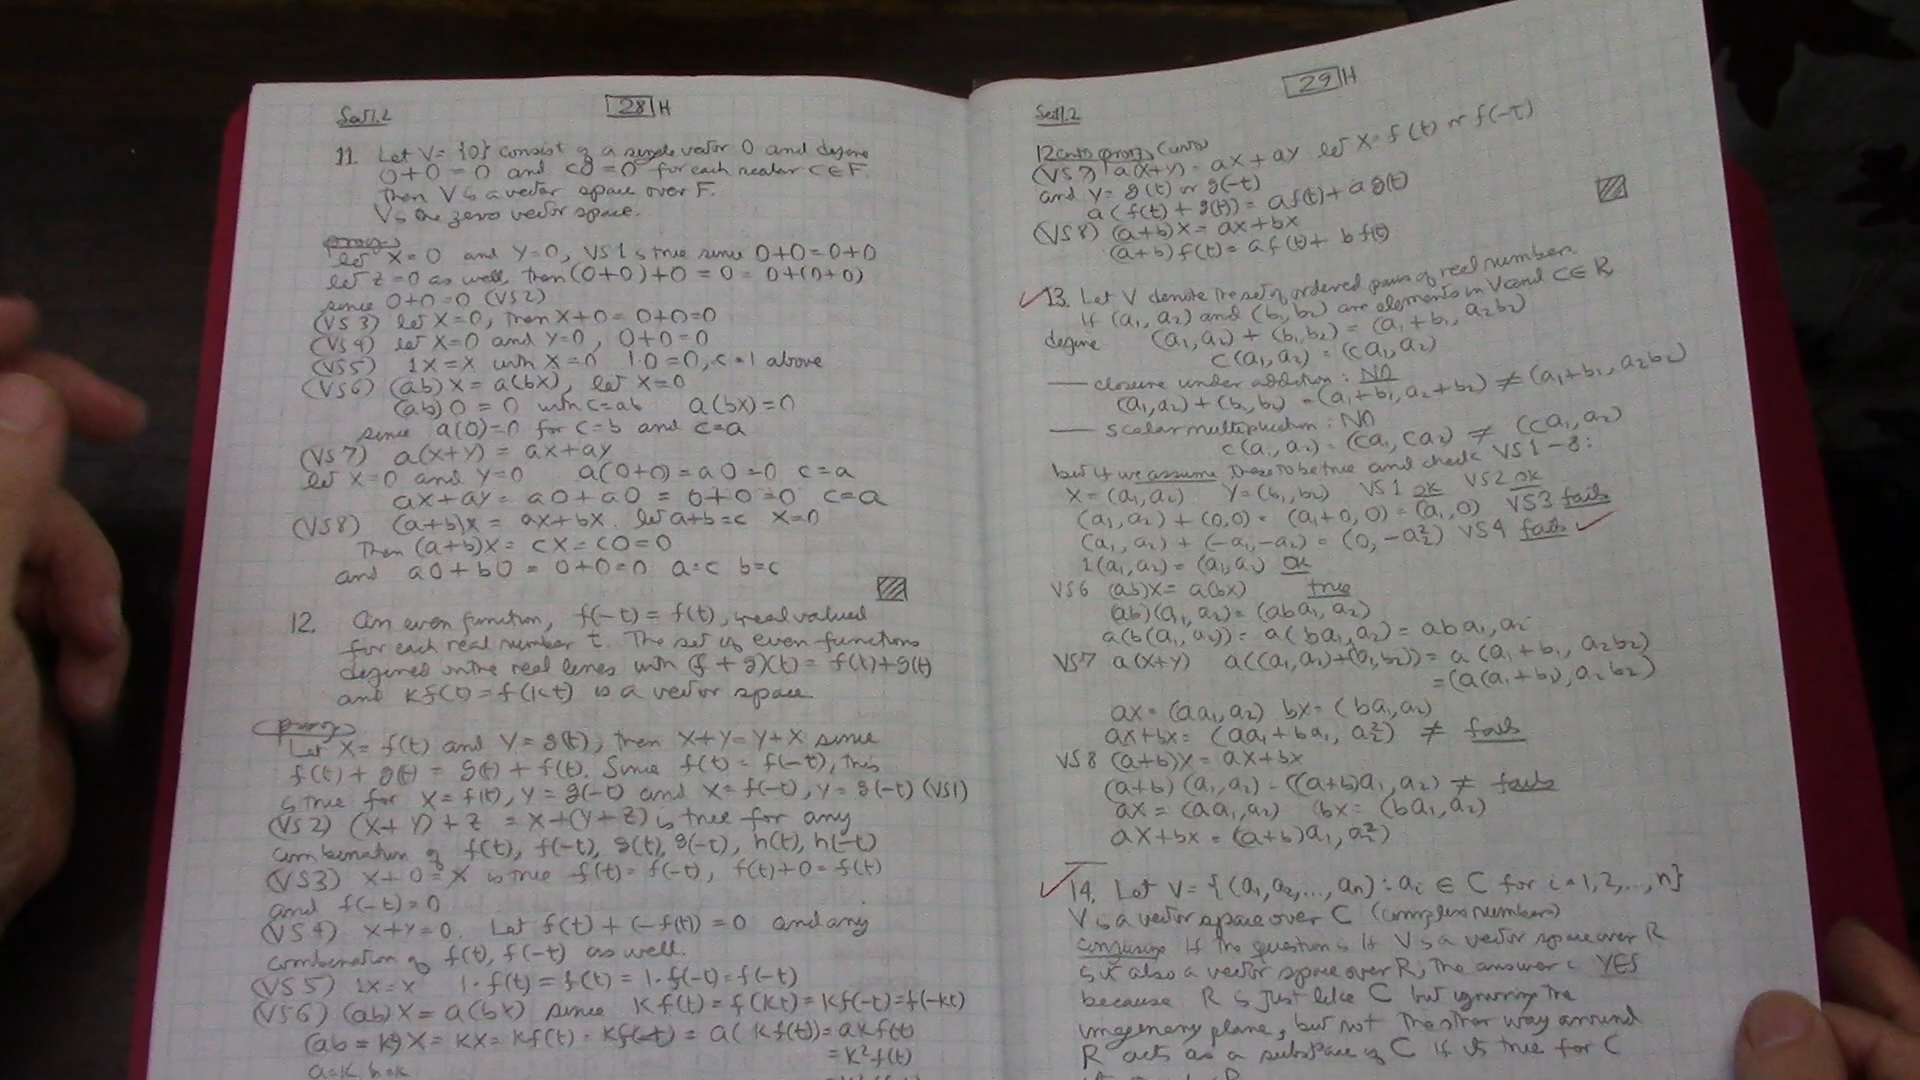 Sec 1.2
28 H
11. Let V = {0} consist of a single vector 0 and define
0+0=0 and c0=0 for each scalar c∈F.
Then V is a vector space over F.
V is the zero vector space.
proof
let x=0 and y=0, VS1 is true since 0+0=0+0
let z=0 as well, then (0+0)+0=0=0+(0+0)
since 0+0=0 (VS2)
(VS3) let x=0, then x+0=0+0=0
(VS4) let x=0 and y=0, 0+0=0
(VS5) 1x=x with x=0 1·0=0, c=1 above
(VS6) (ab)x=a(bx), let x=0
(ab)0=0 with c=ab a(bx)=0
since a(0)=0 for c=b and c=a
(VS7) a(x+y)=ax+ay
let x=0 and y=0 a(0+0)=a0=0 c=a
ax+ay=a0+a0=0+0=0 c=a
(VS8) (a+b)x=ax+bx. let a+b=c x=0
Then (a+b)x=cx=c0=0
and a0+b0=0+0=0 a=c b=c
12. An even function, f(-t)=f(t), real valued
for each real number t. The set of even functions
defined on the real lines with (f+g)(t)=f(t)+g(t)
and kf(t)=f(kt) is a vector space.
proof
Let x=f(t) and y=g(t), then x+y=y+x since
f(t)+g(t)=g(t)+f(t). Since f(t)=f(-t), this
is true for x=f(t), y=g(-t) and x=f(-t), y=g(-t) (VS1)
(VS2) (x+y)+z=x+(y+z) is true for any
combination of f(t), f(-t), g(t), g(-t), h(t), h(-t)
(VS3) x+0=x is true f(t)=f(-t), f(t)+0=f(t)
and f(-t)=0
(VS4) x+y=0. Let f(t)+(-f(t))=0 and any
combination of f(t), f(-t) as well.
(VS5) 1x=x 1·f(t)=f(t)=1·f(-t)=f(-t)
(VS6) (ab)x=a(bx) since kf(t)=f(kt)=kf(-t)=f(-kt)
(ab=k²)x=kx=kf(t)=kf(-t)=a(kf(t))=akf(t)
=k²f(t)
a=k b=k
29 H
Sec 1.2
12 cnts proof (cnts)
(VS7) a(x+y)=ax+ay let x=f(t) or f(-t)
and y=g(t) or g(-t)
a(f(t)+g(t))=af(t)+ag(t)
(VS8) (a+b)x=ax+bx
(a+b)f(t)=af(t)+bf(t)
13. Let V denote the set of ordered pairs of real numbers.
If (a₁,a₂) and (b₁,b₂) are elements in V and c∈R,
define (a₁,a₂)+(b₁,b₂)=(a₁+b₁,a₂b₂)
c(a₁,a₂)=(ca₁,a₂)
— closure under addition: NO
(a₁,a₂)+(b₁,b₂)=(a₁+b₁,a₂+b₂)≠(a₁+b₁,a₂b₂)
— scalar multiplication: NO
c(a₁,a₂)=(ca₁,ca₂)≠(ca₁,a₂)
but if we assume these to be true and check VS1-8:
x=(a₁,a₂) y=(b₁,b₂) VS1 ok VS2 ok
(a₁,a₂)+(0,0)=(a₁+0,0)=(a₁,0) VS3 fails
(a₁,a₂)+(-a₁,-a₂)=(0,-a₂²) VS4 fails
1(a₁,a₂)=(a₁,a₂) ok
VS6 (ab)x=a(bx) true
(ab)(a₁,a₂)=(aba₁,a₂)
a(b(a₁,a₂))=a(ba₁,a₂)=aba₁,a₂
VS7 a(x+y) a((a₁,a₂)+(b₁,b₂))=a(a₁+b₁,a₂b₂)
=(a(a₁+b₁),a₂b₂)
ax=(aa₁,a₂) bx=(ba₁,a₂)
ax+bx=(aa₁+ba₁,a₂²) ≠ fails
VS8 (a+b)x=ax+bx
(a+b)(a₁,a₂)=((a+b)a₁,a₂) ≠ fails
ax=(aa₁,a₂) bx=(ba₁,a₂)
ax+bx=(a+b)a₁,a₂²)
14. Let V={(a₁,a₂,...,aₙ):aᵢ∈C for i=1,2,...,n}
V is a vector space over C (complex numbers)
confusing If the question is If V is a vector space over R
is it also a vector space over R, the answer is YES
because R is just like C but ignoring the
imagenary plane, but not the other way around
R acts as a subspace of C if it's true for C